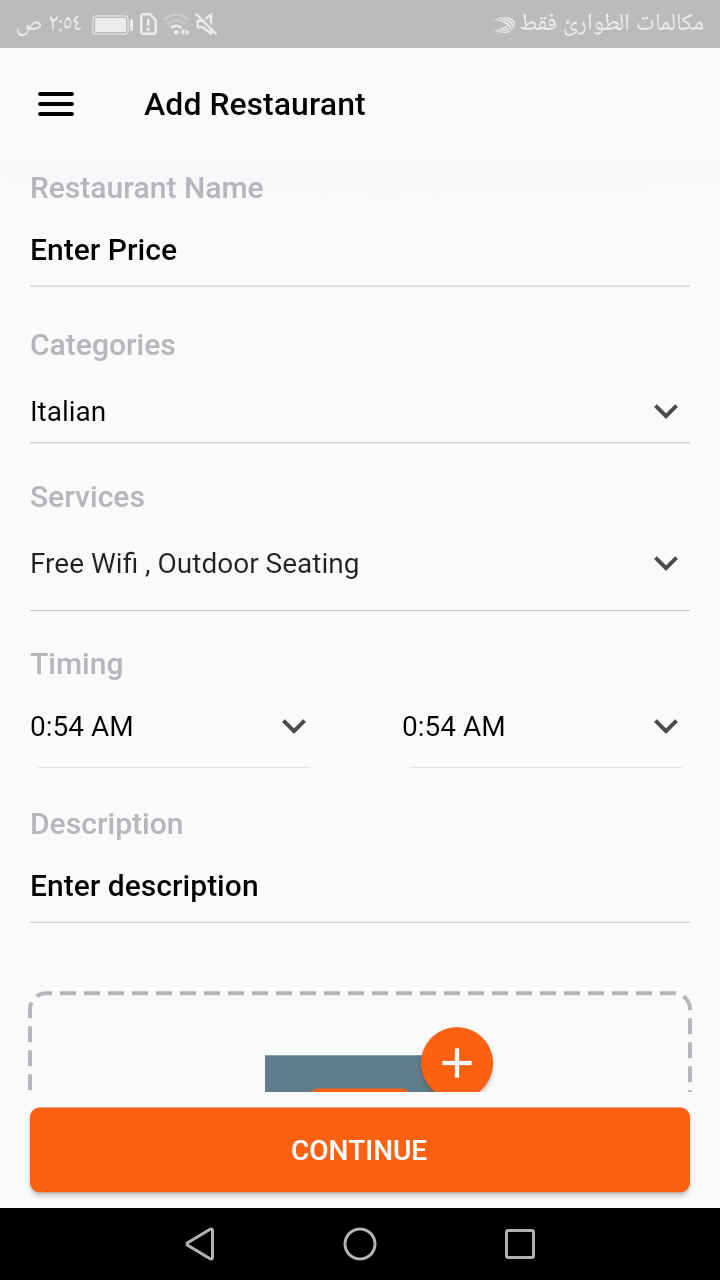 ٢:٥٤ ص
مكالمات الطوارئ فقط
Add Restaurant
Restaurant Name
Enter Price
Categories
Italian
Services
Free Wifi , Outdoor Seating
Timing
0:54 AM 0:54 AM
Description
Enter description
CONTINUE